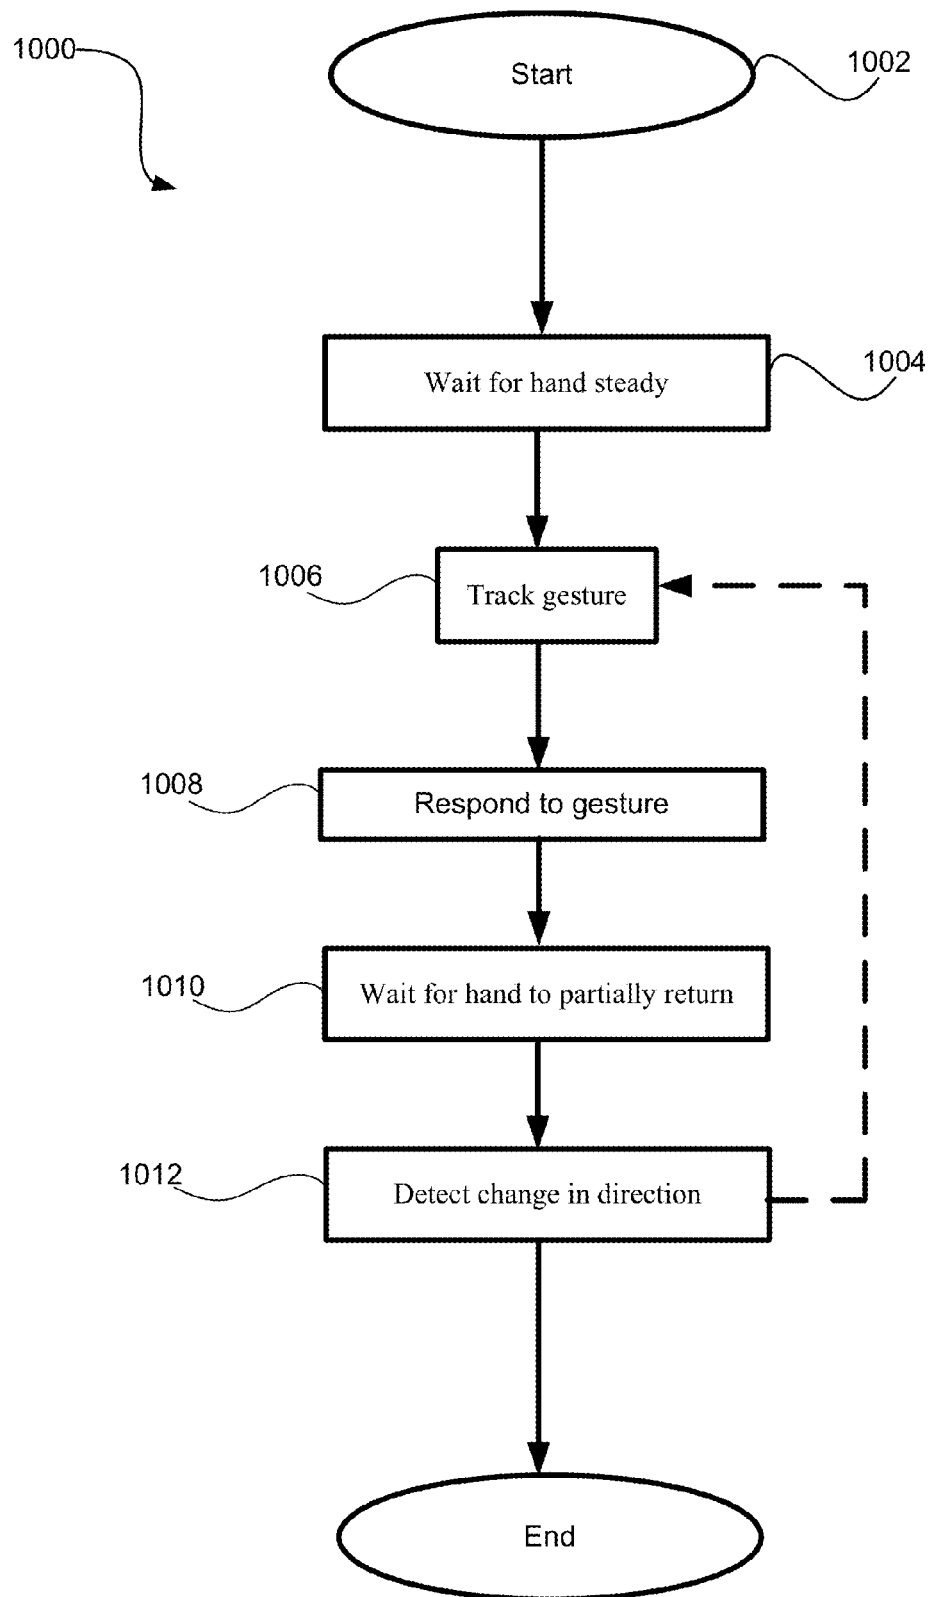 1000
Start
1002
Wait for hand steady
1004
1006
Track gesture
1008
Respond to gesture
1010
Wait for hand to partially return
1012
Detect change in direction
End